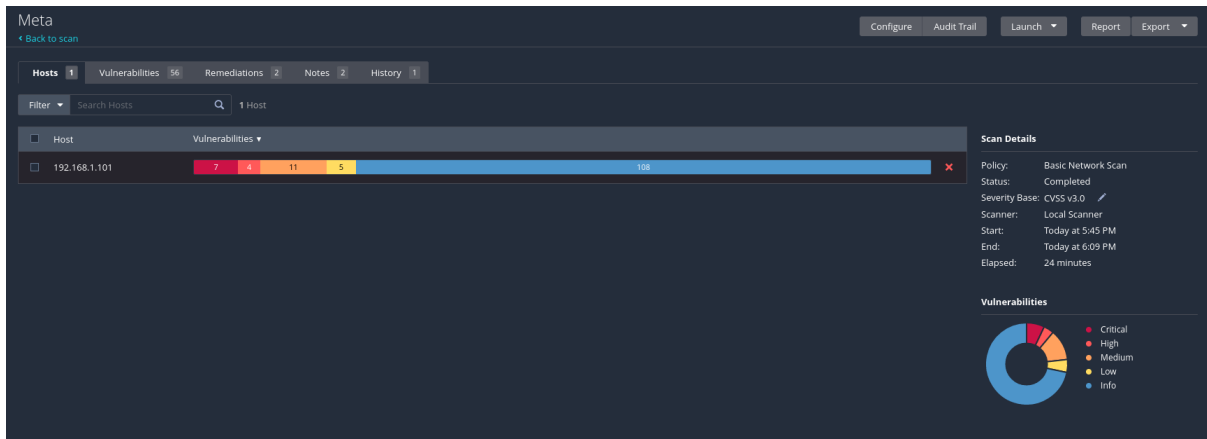 Meta
Back to scan
Configure Audit Trail Launch Report Export
Hosts 1 Vulnerabilities 56 Remediations 2 Notes 2 History 1
Filter Search Hosts 1 Host
Host Vulnerabilities
192.168.1.101 7 4 11 5 108
Scan Details
Policy: Basic Network Scan
Status: Completed
Severity Base: CVSS v3.0
Scanner: Local Scanner
Start: Today at 5:45 PM
End: Today at 6:09 PM
Elapsed: 24 minutes
Vulnerabilities
Critical
High
Medium
Low
Info